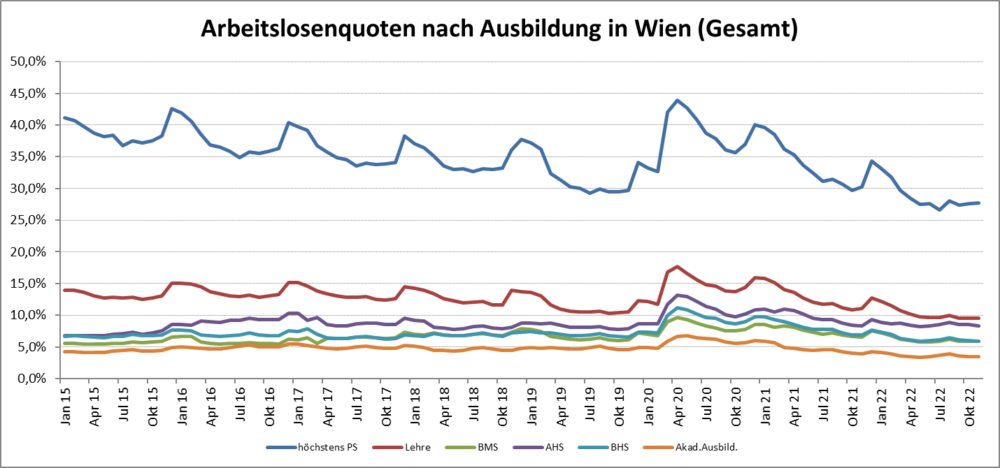 Arbeitslosenquoten nach Ausbildung in Wien (Gesamt)
50,0%
45,0%
40,0%
35,0%
30,0%
25,0%
20,0%
15,0%
10,0%
5,0%
0,0%
Jan 15
Apr 15
Jul 15
Okt 15
Jan 16
Apr 16
Jul 16
Okt 16
Jan 17
Apr 17
Jul 17
Okt 17
Jan 18
Apr 18
Jul 18
Okt 18
Jan 19
Apr 19
Jul 19
Okt 19
Jan 20
Apr 20
Jul 20
Okt 20
Jan 21
Apr 21
Jul 21
Okt 21
Jan 22
Apr 22
Jul 22
Okt 22
höchstens PS
Lehre
BMS
AHS
BHS
Akad.Ausbild.